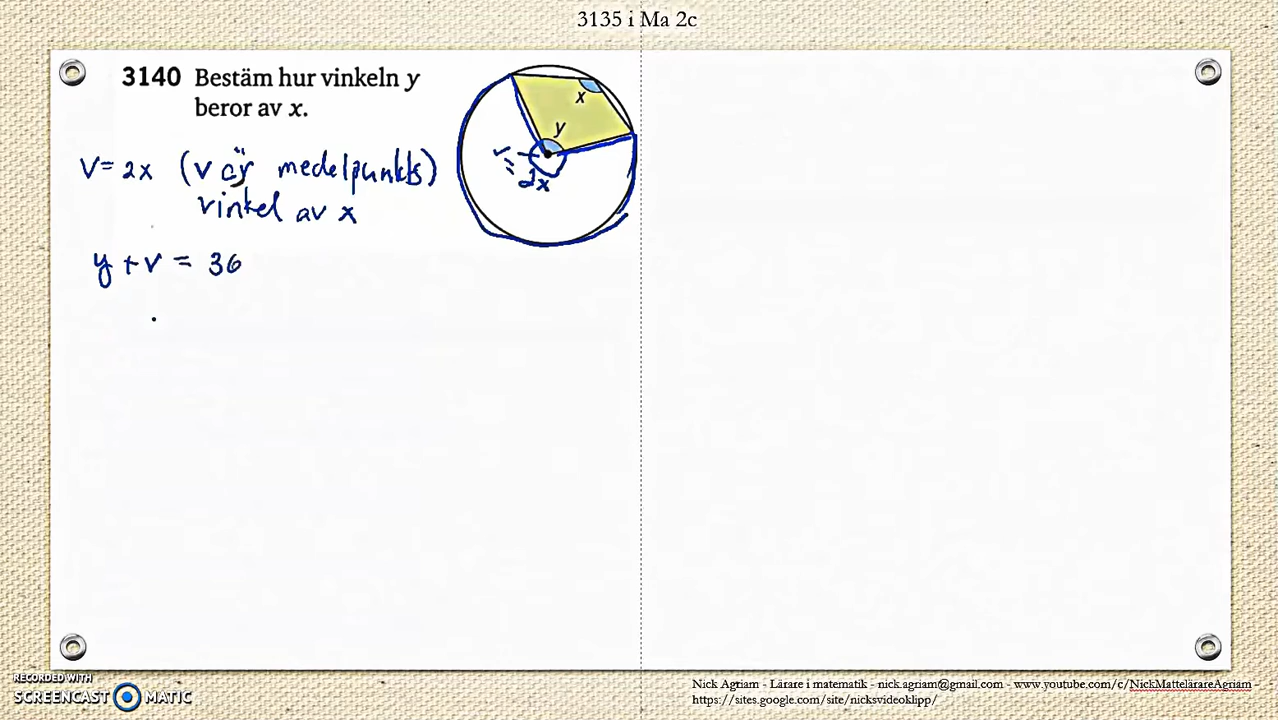 3135 i Ma 2c
3140 Bestäm hur vinkeln y
beror av x.
x
y
v
=
2x
V = 2x (v är medelpunkts)
vinkel av x
y + v = 36
RECORDED WITH
SCREENCAST MATIC
Nick Agriam - Lärare i matematik - nick.agriam@gmail.com - www.youtube.com/c/NickMattelärareAgriam
https://sites.google.com/site/nicksvideoklipp/